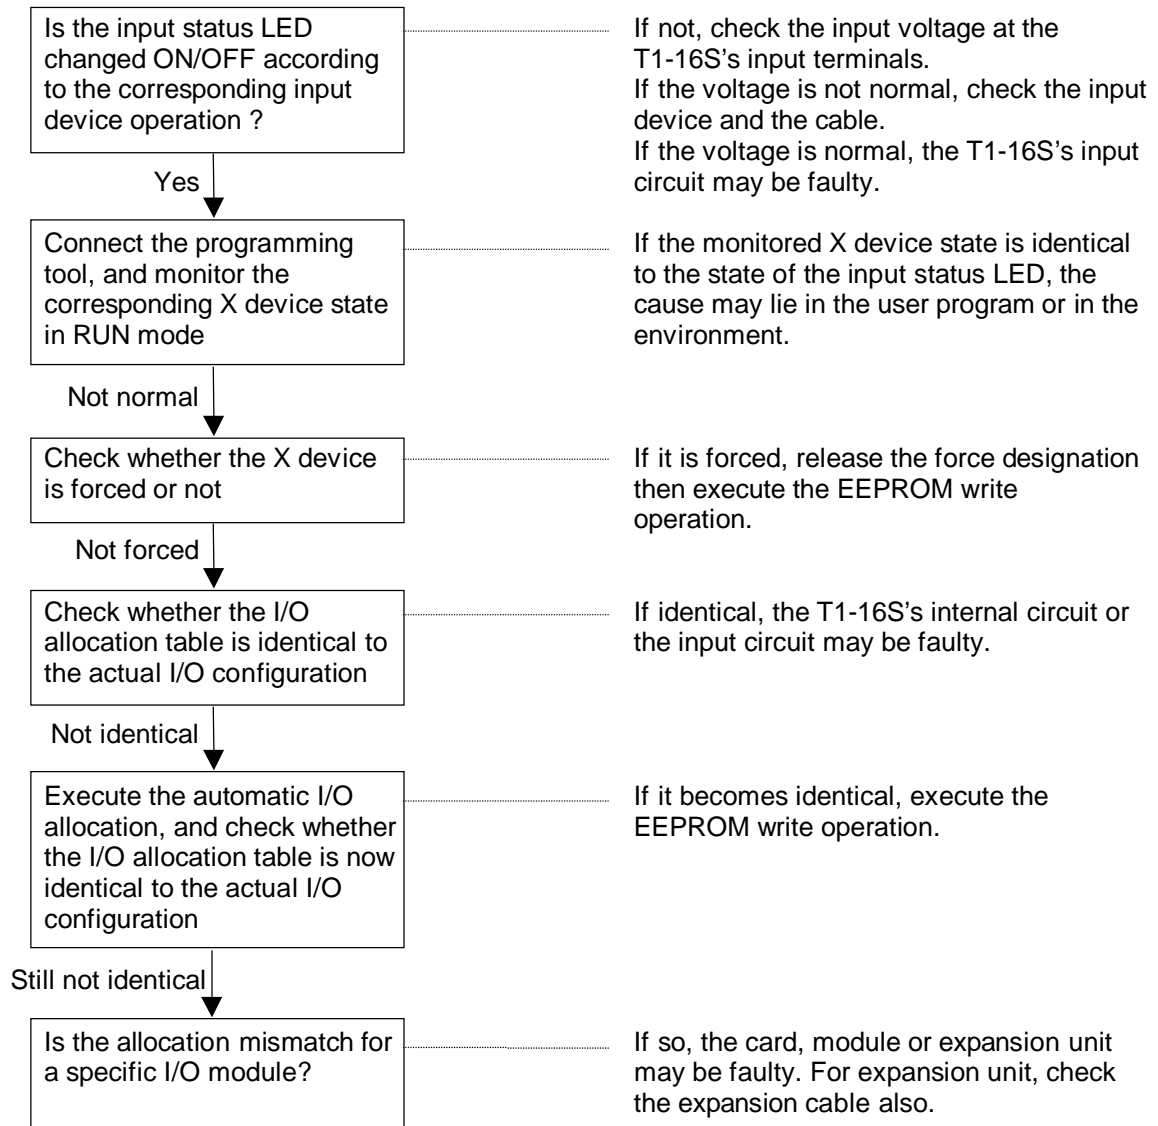 Is the input status LED
changed ON/OFF according
to the corresponding input
device operation ?
If not, check the input voltage at the
T1-16S’s input terminals.
If the voltage is not normal, check the input
device and the cable.
If the voltage is normal, the T1-16S’s input
circuit may be faulty.
Yes
Connect the programming
tool, and monitor the
corresponding X device state
in RUN mode
If the monitored X device state is identical
to the state of the input status LED, the
cause may lie in the user program or in the
environment.
Not normal
Check whether the X device
is forced or not
If it is forced, release the force designation
then execute the EEPROM write
operation.
Not forced
Check whether the I/O
allocation table is identical to
the actual I/O configuration
If identical, the T1-16S’s internal circuit or
the input circuit may be faulty.
Not identical
Execute the automatic I/O
allocation, and check whether
the I/O allocation table is now
identical to the actual I/O
configuration
If it becomes identical, execute the
EEPROM write operation.
Still not identical
Is the allocation mismatch for
a specific I/O module?
If so, the card, module or expansion unit
may be faulty. For expansion unit, check
the expansion cable also.